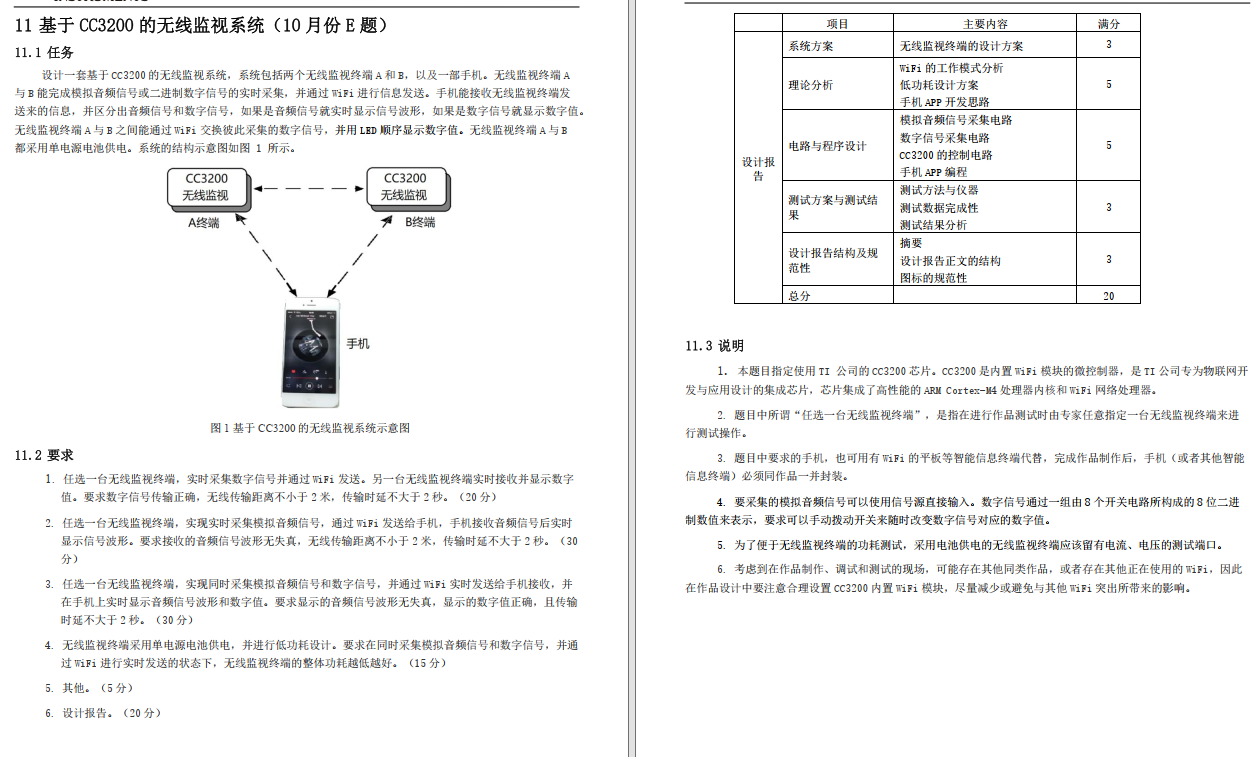 11 基于 CC3200 的无线监视系统（10 月份 E 题）
11.1 任务
设计一套基于 CC3200 的无线监视系统，系统包括两个无线监视终端 A 和 B，以及一部手机。无线监视终端 A
与 B 能完成模拟音频信号或二进制数字信号的实时采集，并通过 WiFi 进行信息发送。手机能接收无线监视终端发
送来的信息，并区分出音频信号和数字信号，如果是音频信号就实时显示信号波形，如果是数字信号就显示数字值。
无线监视终端 A 与 B 之间能通过 WiFi 交换彼此采集的数字信号，并用 LED 顺序显示数字值。无线监视终端 A 与 B
都采用单电源电池供电。系统的结构示意图如图 1 所示。
CC3200
无线监视
A终端
CC3200
无线监视
B终端
手机
图 1 基于 CC3200 的无线监视系统示意图
11.2 要求
1. 任选一台无线监视终端，实时采集数字信号并通过 WiFi 发送。另一台无线监视终端实时接收并显示数字
值。要求数字信号传输正确，无线传输距离不小于 2 米，传输时延不大于 2 秒。（20 分）
2. 任选一台无线监视终端，实现实时采集模拟音频信号，通过 WiFi 发送给手机，手机接收音频信号后实时
显示信号波形。要求接收的音频信号波形无失真，无线传输距离不小于 2 米，传输时延不大于 2 秒。（30
分）
3. 任选一台无线监视终端，实现同时采集模拟音频信号和数字信号，并通过 WiFi 实时发送给手机接收，并
在手机上实时显示音频信号波形和数字值。要求显示的音频信号波形无失真，显示的数字值正确，且传输
时延不大于 2 秒。（30 分）
4. 无线监视终端采用单电源电池供电，并进行低功耗设计。要求在同时采集模拟音频信号和数字信号，并通
过 WiFi 进行实时发送的状态下，无线监视终端的整体功耗越低越好。（15 分）
5. 其他。（5 分）
6. 设计报告。（20 分）
项目 主要内容 满分
设计报
告
系统方案 无线监视终端的设计方案 3
理论分析
WiFi 的工作模式分析
低功耗设计方案
手机 APP 开发思路
5
电路与程序设计
模拟音频信号采集电路
数字信号采集电路
CC3200 的控制电路
手机 APP 编程
5
测试方案与测试结
果
测试方法与仪器
测试数据完成性
测试结果分析
3
设计报告结构及规
范性
摘要
设计报告正文的结构
图标的规范性
3
总分 20
11.3 说明
1. 本题目指定使用 TI 公司的 CC3200 芯片。CC3200 是内置 WiFi 模块的微控制器，是 TI 公司专为物联网开
发与应用设计的集成芯片，芯片集成了高性能的 ARM Cortex-M4 处理器内核和 WiFi 网络处理器。
2. 题目中所谓“任选一台无线监视终端”，是指在进行作品测试时由专家任意指定一台无线监视终端来进
行测试操作。
3. 题目中要求的手机，也可用有 WiFi 的平板等智能信息终端代替，完成作品制作后，手机（或者其他智能
信息终端）必须同作品一并封装。
4. 要采集的模拟音频信号可以使用信号源直接输入。数字信号通过一组由 8 个开关电路所构成的 8 位二进
制数值来表示，要求可以手动拨动开关来随时改变数字信号对应的数字值。
5. 为了便于无线监视终端的功耗测试，采用电池供电的无线监视终端应该留有电流、电压的测试端口。
6. 考虑到在作品制作、调试和测试的现场，可能存在其他同类作品，或者存在其他正在使用的 WiFi，因此
在作品设计中要注意合理设置 CC3200 内置 WiFi 模块，尽量减少或避免与其他 WiFi 突出所带来的影响。